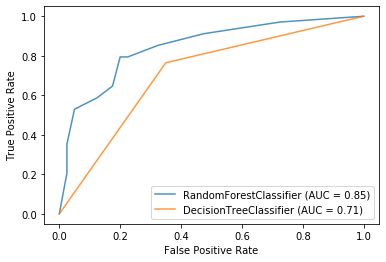 1.0
0.8
0.6
0.4
0.2
0.0
True Positive Rate
RandomForestClassifier (AUC = 0.85)
DecisionTreeClassifier (AUC = 0.71)
0.0 0.2 0.4 0.6 0.8 1.0
False Positive Rate